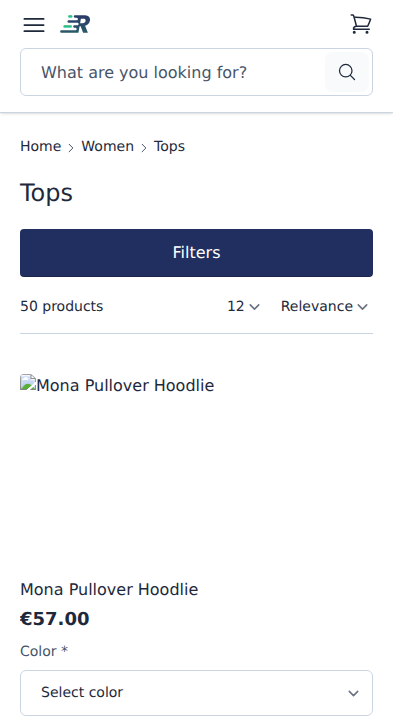 What are you looking for?
Home > Women > Tops
Tops
Filters
50 products 12 Relevance
Mona Pullover Hoodlie
Mona Pullover Hoodlie
€57.00
Color *
Select color